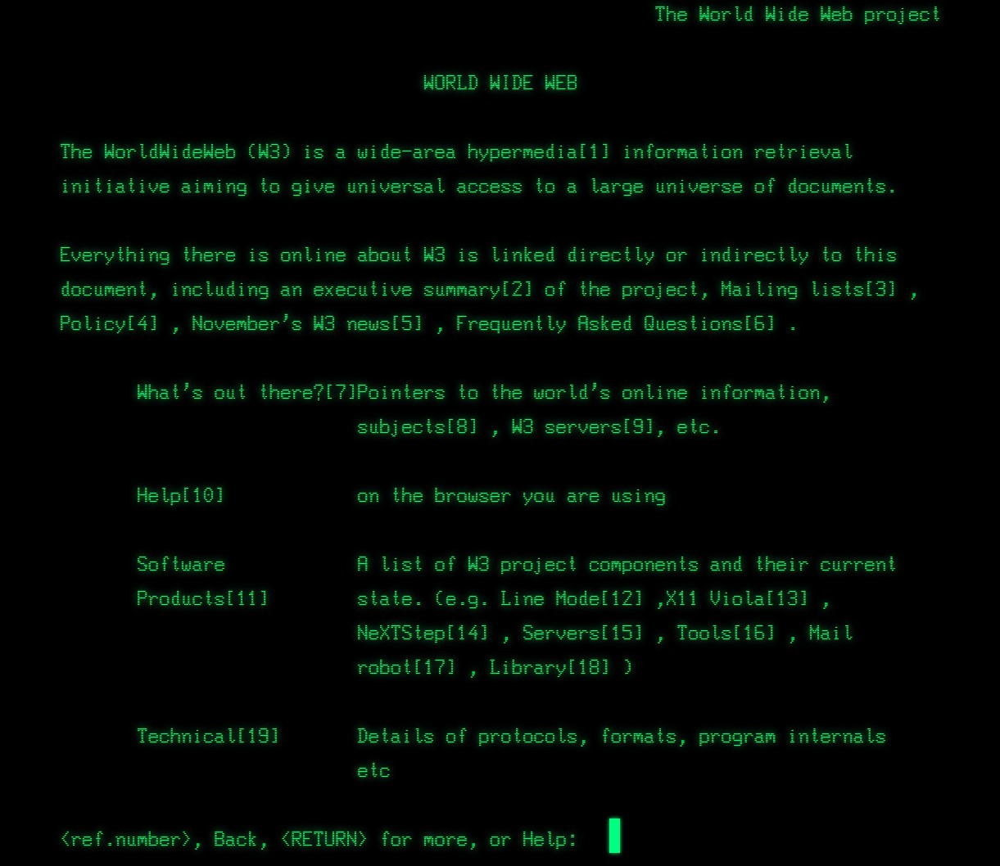 The World Wide Web project
WORLD WIDE WEB
The WorldWideWeb (W3) is a wide-area hypermedia[1] information retrieval
initiative aiming to give universal access to a large universe of documents.
Everything there is online about W3 is linked directly or indirectly to this
document, including an executive summary[2] of the project, Mailing lists[3] ,
Policy[4] , November's W3 news[5] , Frequently Asked Questions[6] .
What's out there?[7]Pointers to the world's online information,
subjects[8] , W3 servers[9], etc.
Help[10] on the browser you are using
Software A list of W3 project components and their current
Products[11] state. (e.g. Line Mode[12] ,X11 Viola[13] ,
NeXTStep[14] , Servers[15] , Tools[16] , Mail
robot[17] , Library[18] )
Technical[19] Details of protocols, formats, program internals
etc
<ref.number>, Back, <RETURN> for more, or Help: